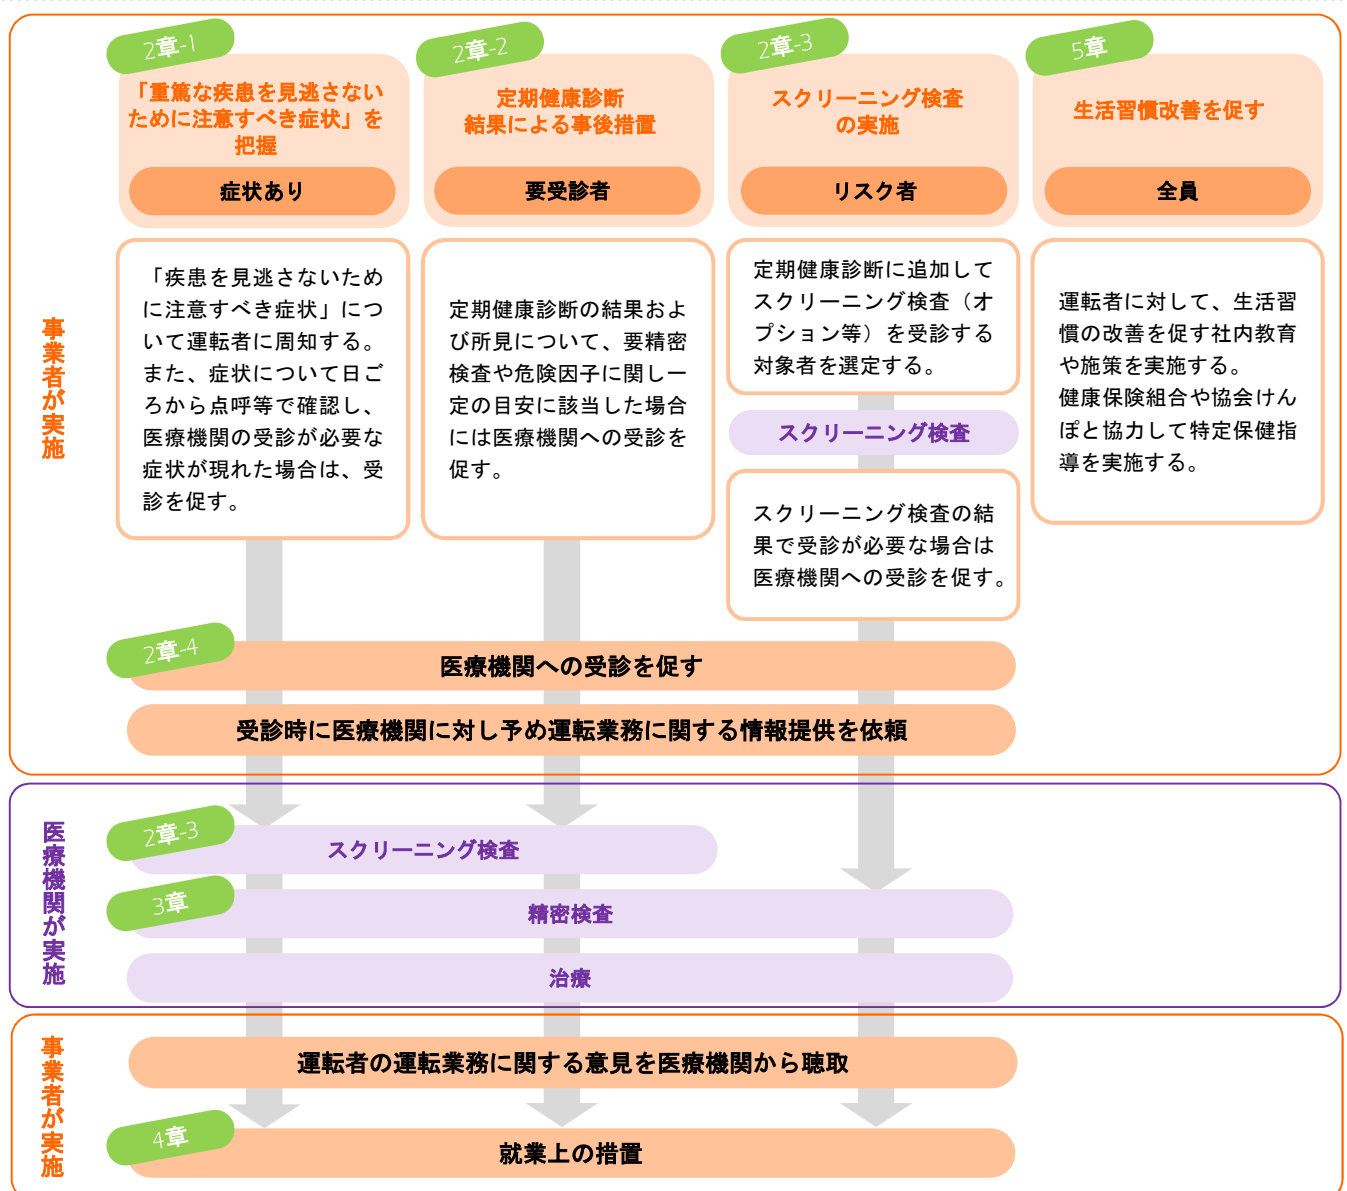 事業者が実施
2章-1
「重篤な疾患を見逃さない
ために注意すべき症状」を
把握
症状あり
「疾患を見逃さないため
に注意すべき症状」につ
いて運転者に周知する。
また、症状について日ご
ろから点呼等で確認し、
医療機関の受診が必要な
症状が現れた場合は、受
診を促す。
2章-2
定期健康診断
結果による事後措置
要受診者
定期健康診断の結果およ
び所見について、要精密
検査や危険因子に関し一
定の目安に該当した場合
には医療機関への受診を
促す。
2章-3
スクリーニング検査
の実施
リスク者
定期健康診断に追加して
スクリーニング検査（オ
プション等）を受診する
対象者を選定する。
スクリーニング検査
スクリーニング検査の結
果で受診が必要な場合は
医療機関への受診を促す。
5章
生活習慣改善を促す
全員
運転者に対して、生活習
慣の改善を促す社内教育
や施策を実施する。
健康保険組合や協会けん
ぽと協力して特定保健指
導を実施する。
2章-4
医療機関への受診を促す
受診時に医療機関に対し予め運転業務に関する情報提供を依頼
医療機関が実施
2章-3
スクリーニング検査
3章
精密検査
治療
事業者が実施
運転者の運転業務に関する意見を医療機関から聴取
4章
就業上の措置